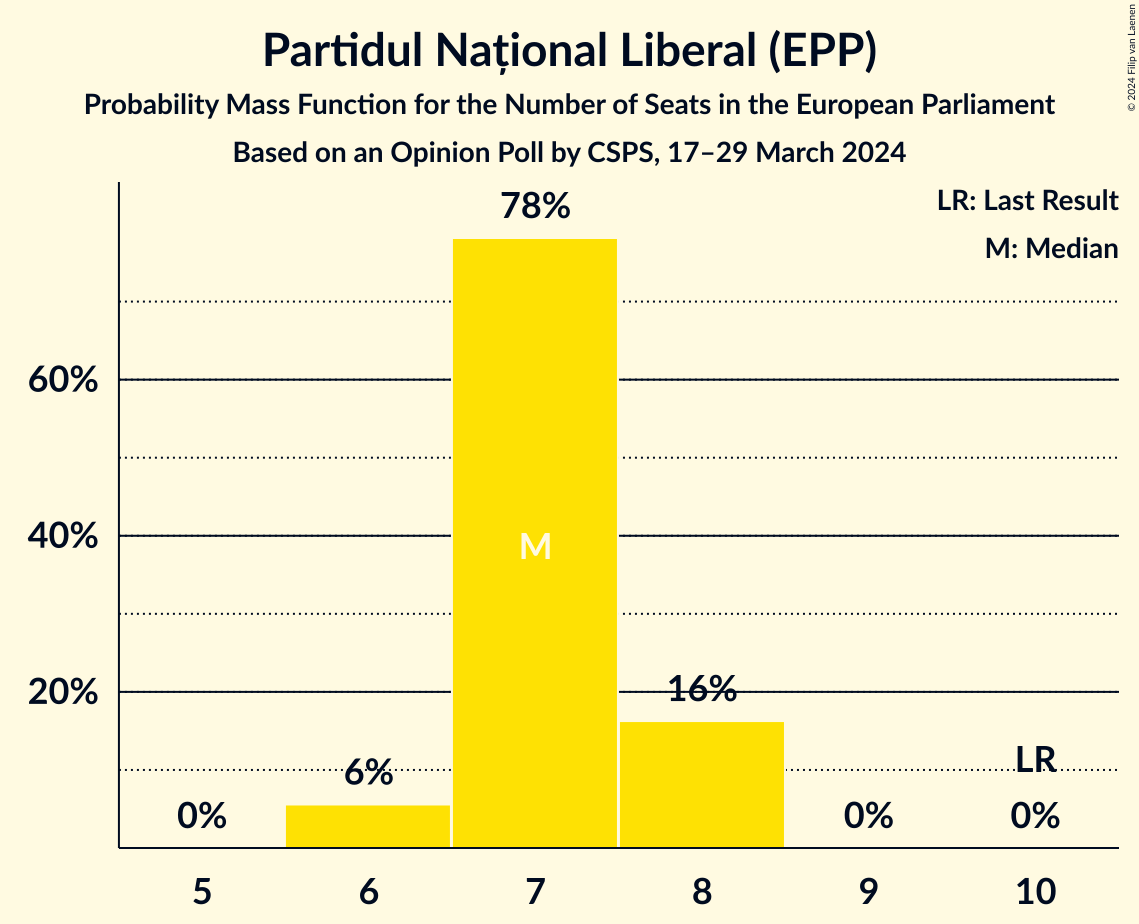 Partidul Național Liberal (EPP)
Probability Mass Function for the Number of Seats in the European Parliament
Based on an Opinion Poll by CSPS, 17–29 March 2024
© 2024 Filip van Laenen
LR: Last Result
M: Median
78%
60%
40%
M
20%
16%
6%
LR
0%
0%
0%
5
6
7
8
9
10